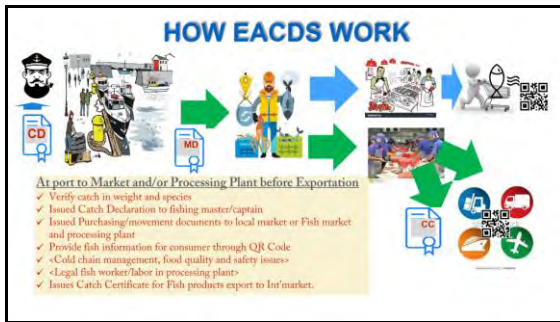 HOW EACDS WORK
CD
MD
At port to Market and/or Processing Plant before Exportation
✓ Verify catch in weight and species
✓ Issued Catch Declaration to fishing master/captain
✓ Issued Purchasing/movement documents to local market or Fish market
and processing plant
✓ Provide fish information for consumer through QR Code
✓ <Cold chain management, food quality and safety issues>
✓ <Legal fish worker/labor in processing plant>
✓ Issues Catch Certificate for Fish products export to Int'market.
CC